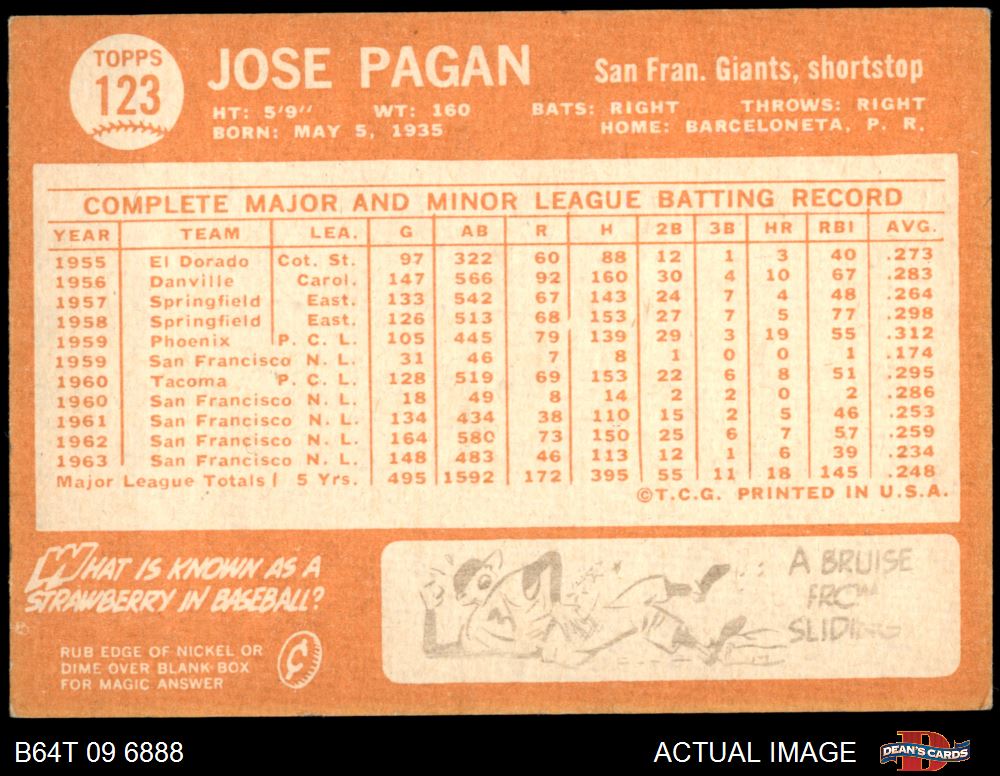 TOPPS
123
JOSE PAGAN
San Fran. Giants, shortstop
HT: 5'9" WT: 160 BATS: RIGHT THROWS: RIGHT
BORN: MAY 5, 1935 HOME: BARCELONETA, P. R.
COMPLETE MAJOR AND MINOR LEAGUE BATTING RECORD
YEAR TEAM LEA. G AB R H 2B 3B HR RBI AVG.
1955 El Dorado Cot. St. 97 322 60 88 12 1 3 40 .273
1956 Danville Carol. 147 566 92 160 30 4 10 67 .283
1957 Springfield East. 133 542 67 143 24 7 4 48 .264
1958 Springfield East. 126 513 68 153 27 7 5 77 .298
1959 Phoenix P. C. L. 105 445 79 139 29 3 19 55 .312
1959 San Francisco N. L. 31 46 7 8 1 0 0 1 .174
1960 Tacoma P. C. L. 128 519 69 153 22 6 8 51 .295
1960 San Francisco N. L. 18 49 8 14 2 2 0 2 .286
1961 San Francisco N. L. 134 434 38 110 15 2 5 46 .253
1962 San Francisco N. L. 164 580 73 150 25 6 7 57 .259
1963 San Francisco N. L. 148 483 46 113 12 1 6 39 .234
Major League Totals 5 Yrs. 495 1592 172 395 55 11 18 145 .248
©T.C.G. PRINTED IN U.S.A.
WHAT IS KNOWN AS A
STRAWBERRY IN BASEBALL?
RUB EDGE OF NICKEL OR
DIME OVER BLANK BOX
FOR MAGIC ANSWER
¢
A BRUISE
FROM
SLIDING
B64T 09 6888
ACTUAL IMAGE
DEAN'S CARDS